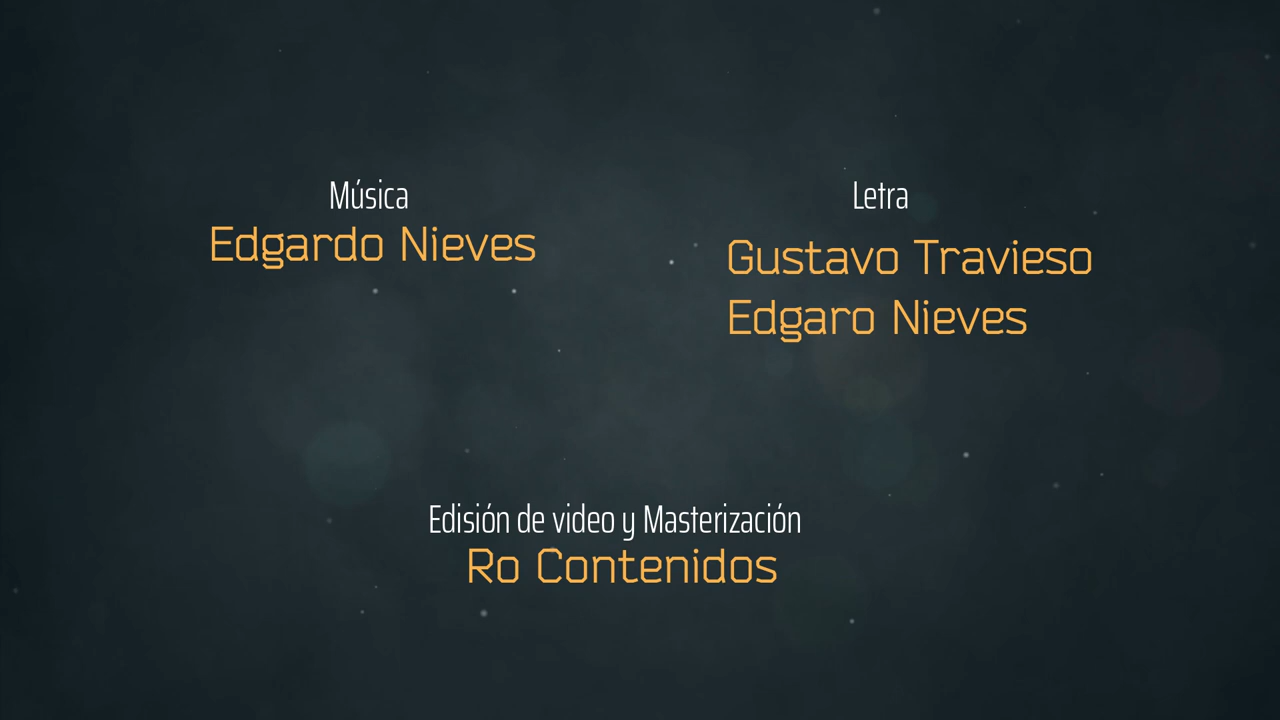 Música
Edgardo Nieves
Letra
Gustavo Travieso
Edgaro Nieves
Edisión de video y Masterización
Ro Contenidos